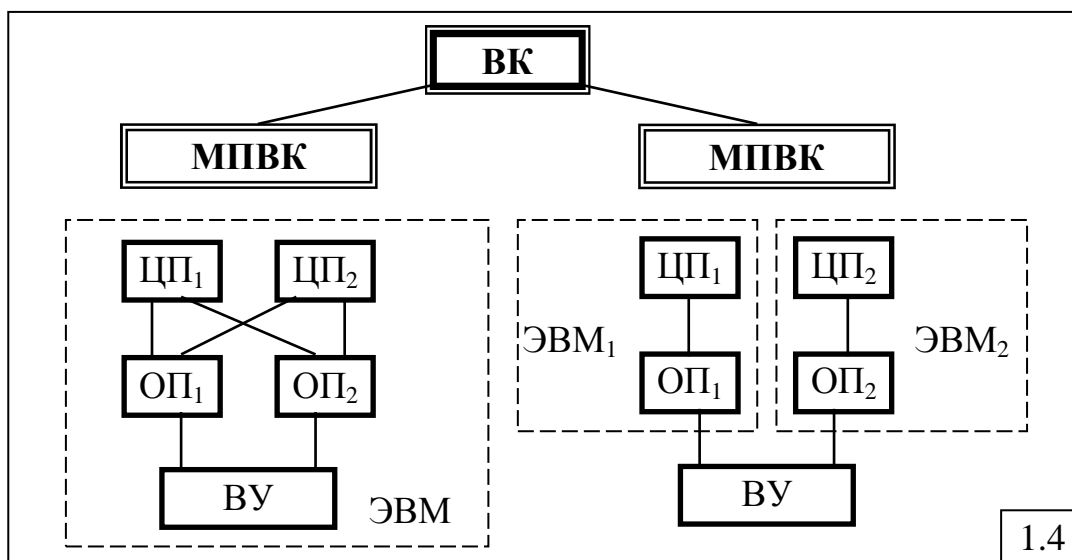 ВК
МПВК МПВК
ЦП1 ЦП2 ЦП1 ЦП2
ЭВМ1 ЭВМ2
ОП1 ОП2 ОП1 ОП2
ВУ ВУ
ЭВМ
1.4